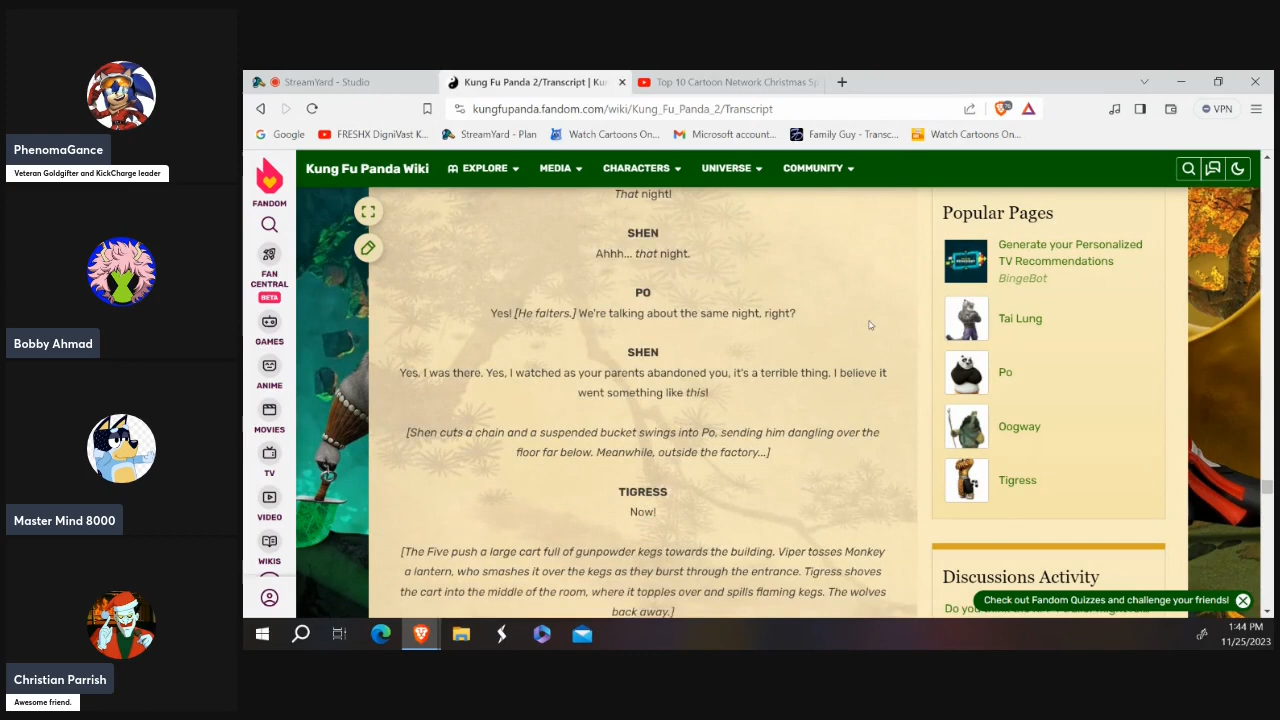 PhenomaGance
Veteran Goldgifter and KickCharge leader
Bobby Ahmad
Master Mind 8000
Christian Parrish
Awesome friend.
StreamYard - Studio
Kung Fu Panda 2/Transcript | Kun
Top 10 Cartoon Network Christmas Sp
kungfupanda.fandom.com/wiki/Kung_Fu_Panda_2/Transcript
VPN
Google
FRESHX DigniVast K...
StreamYard - Plan
Watch Cartoons On...
Microsoft account...
Family Guy - Transc...
Watch Cartoons On...
Kung Fu Panda Wiki
EXPLORE
MEDIA
CHARACTERS
UNIVERSE
COMMUNITY
FANDOM
FAN
CENTRAL
BETA
GAMES
ANIME
MOVIES
TV
VIDEO
WIKIS
That night!
SHEN
Ahhh... that night.
PO
Yes! [He falters.] We're talking about the same night, right?
SHEN
Yes, I was there. Yes, I watched as your parents abandoned you, it's a terrible thing. I believe it
went something like this!
[Shen cuts a chain and a suspended bucket swings into Po, sending him dangling over the
floor far below. Meanwhile, outside the factory...]
TIGRESS
Now!
[The Five push a large cart full of gunpowder kegs towards the building. Viper tosses Monkey
a lantern, who smashes it over the kegs as they burst through the entrance. Tigress shoves
the cart into the middle of the room, where it topples over and spills flaming kegs. The wolves
back away.]
Popular Pages
Generate your Personalized
TV Recommendations
BingeBot
Tai Lung
Po
Oogway
Tigress
Discussions Activity
Check out Fandom Quizzes and challenge your friends!
1:44 PM
11/25/2023